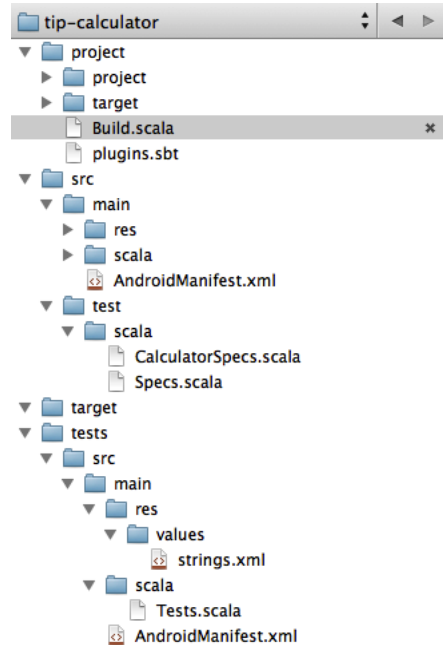 tip-calculator
project
project
target
Build.scala
plugins.sbt
src
main
res
scala
AndroidManifest.xml
test
scala
CalculatorSpecs.scala
Specs.scala
target
tests
src
main
res
values
strings.xml
scala
Tests.scala
AndroidManifest.xml